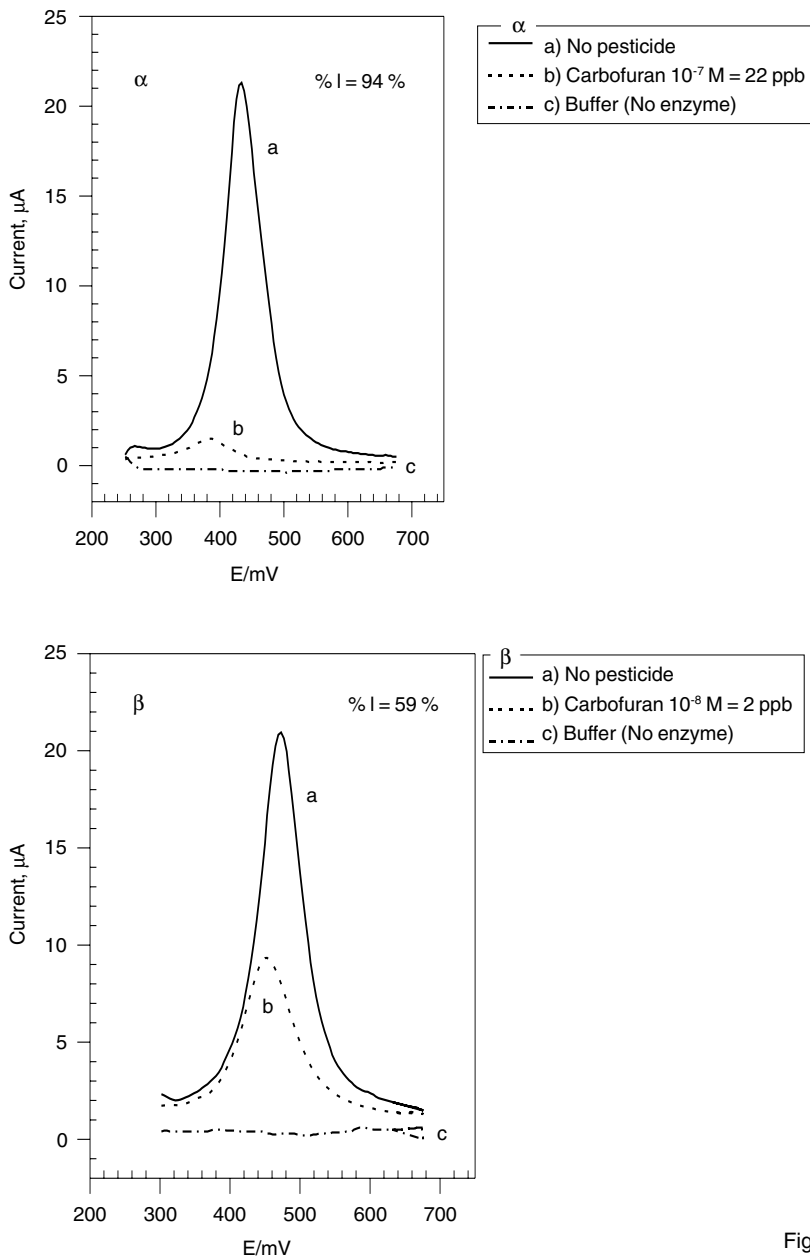 25
20
15
10
5
0
Current, μA
α
% I = 94 %
a
b
c
200 300 400 500 600 700
E/mV
α
a) No pesticide
b) Carbofuran 10⁻⁷ M = 22 ppb
c) Buffer (No enzyme)
25
20
15
10
5
0
Current, μA
β
% I = 59 %
a
b
c
200 300 400 500 600 700
E/mV
β
a) No pesticide
b) Carbofuran 10⁻⁸ M = 2 ppb
c) Buffer (No enzyme)
Fig